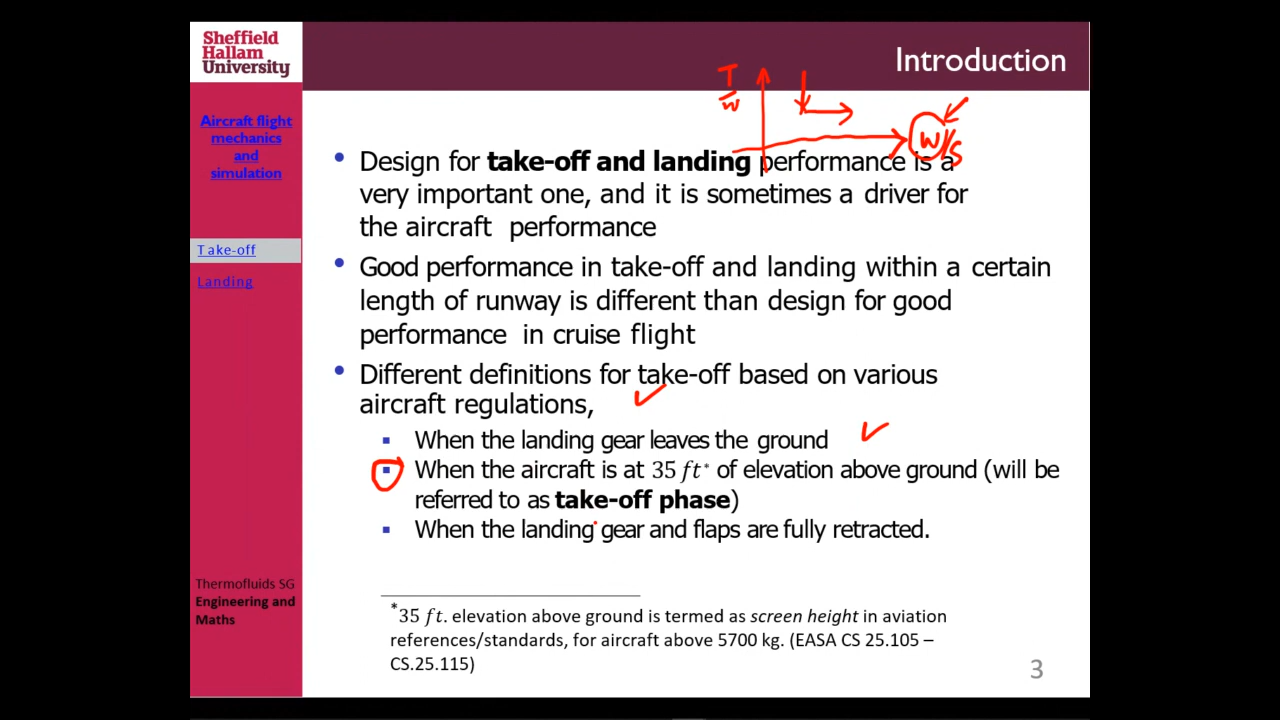 Sheffield
Hallam
University
Introduction
T
w
w/s
Aircraft flight
mechanics
and
simulation
Take-off
Landing
• Design for take-off and landing performance is a
very important one, and it is sometimes a driver for
the aircraft performance
• Good performance in take-off and landing within a certain
length of runway is different than design for good
performance in cruise flight
• Different definitions for take-off based on various
aircraft regulations,
▪ When the landing gear leaves the ground
▪ When the aircraft is at 35 ft* of elevation above ground (will be
referred to as take-off phase)
▪ When the landing gear and flaps are fully retracted.
Thermofluids SG
Engineering and
Maths
*35 ft. elevation above ground is termed as screen height in aviation
references/standards, for aircraft above 5700 kg. (EASA CS 25.105 –
CS.25.115)
3